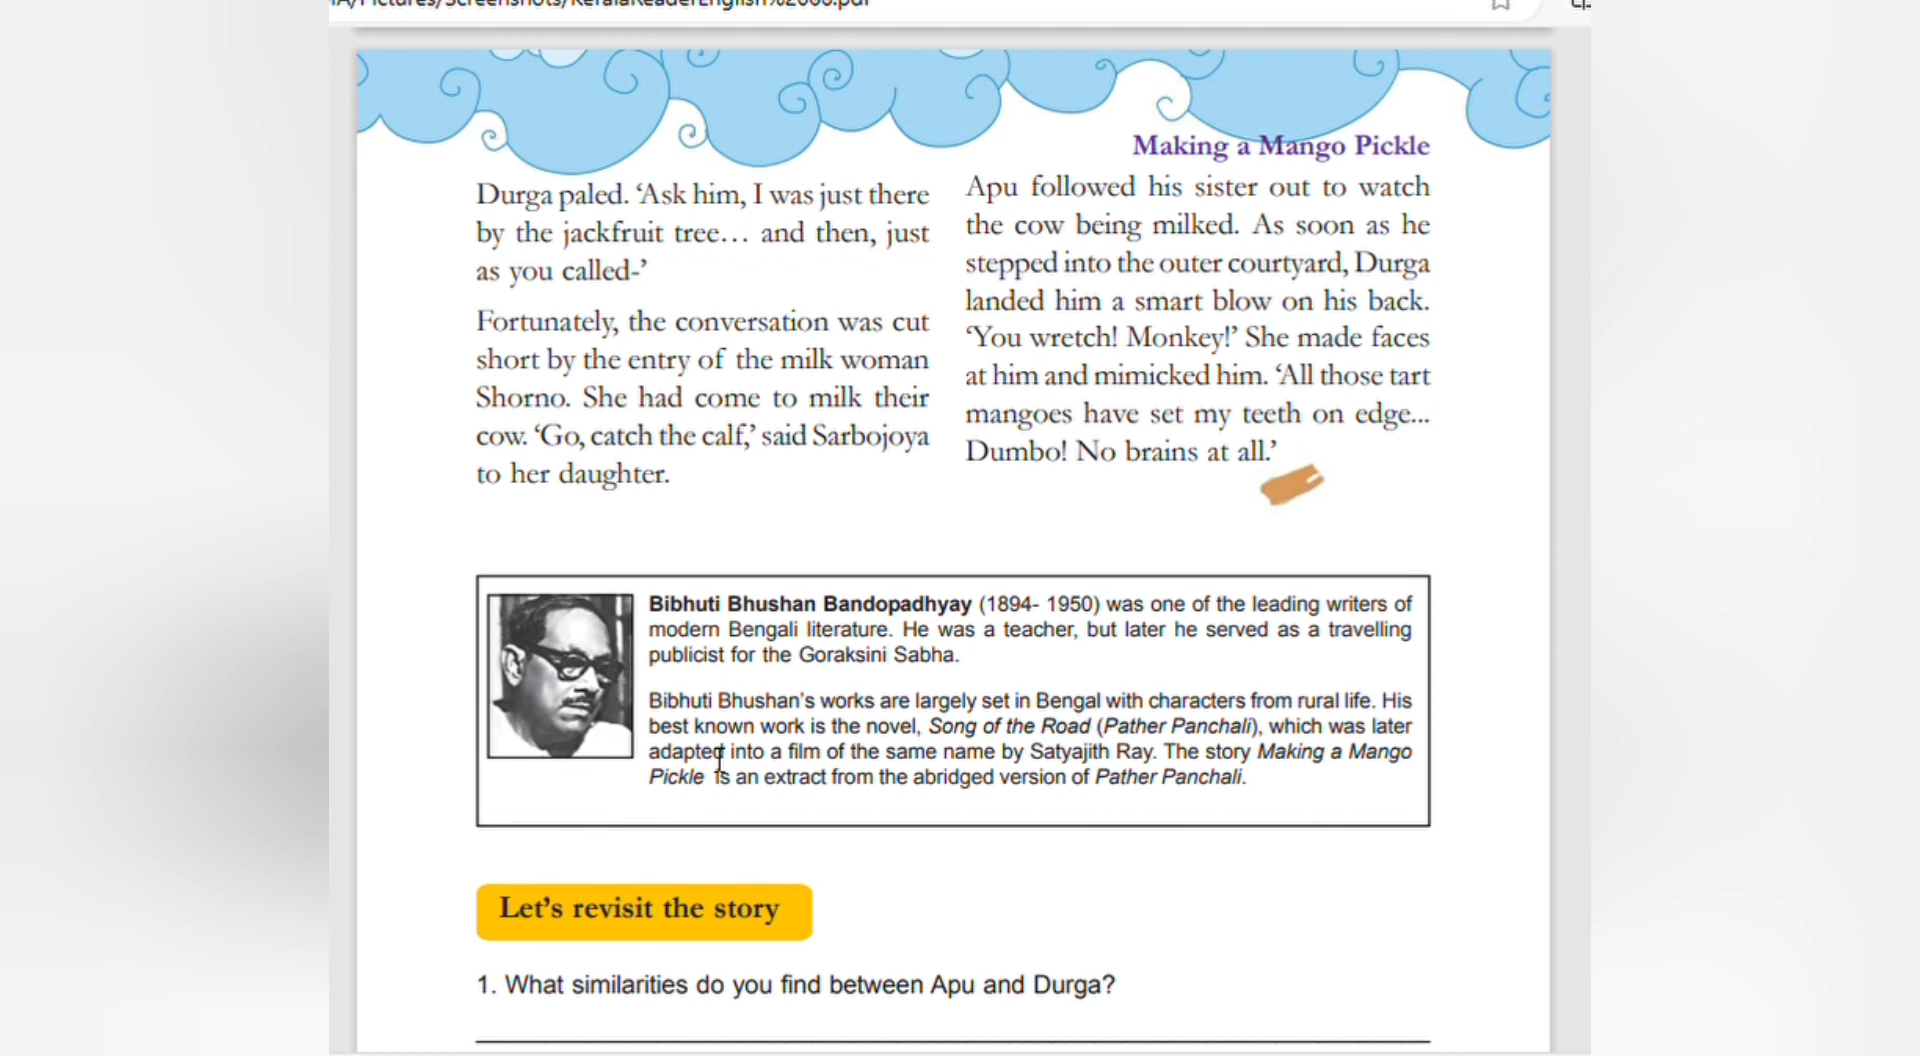 Making a Mango Pickle
Durga paled. ‘Ask him, I was just there
by the jackfruit tree… and then, just
as you called-’
Fortunately, the conversation was cut
short by the entry of the milk woman
Shorno. She had come to milk their
cow. ‘Go, catch the calf,’ said Sarbojoya
to her daughter.
Apu followed his sister out to watch
the cow being milked. As soon as he
stepped into the outer courtyard, Durga
landed him a smart blow on his back.
‘You wretch! Monkey!’ She made faces
at him and mimicked him. ‘All those tart
mangoes have set my teeth on edge...
Dumbo! No brains at all.’
Bibhuti Bhushan Bandopadhyay (1894- 1950) was one of the leading writers of
modern Bengali literature. He was a teacher, but later he served as a travelling
publicist for the Goraksini Sabha.
Bibhuti Bhushan’s works are largely set in Bengal with characters from rural life. His
best known work is the novel, Song of the Road (Pather Panchali), which was later
adapted into a film of the same name by Satyajith Ray. The story Making a Mango
Pickle is an extract from the abridged version of Pather Panchali.
Let’s revisit the story
1. What similarities do you find between Apu and Durga?